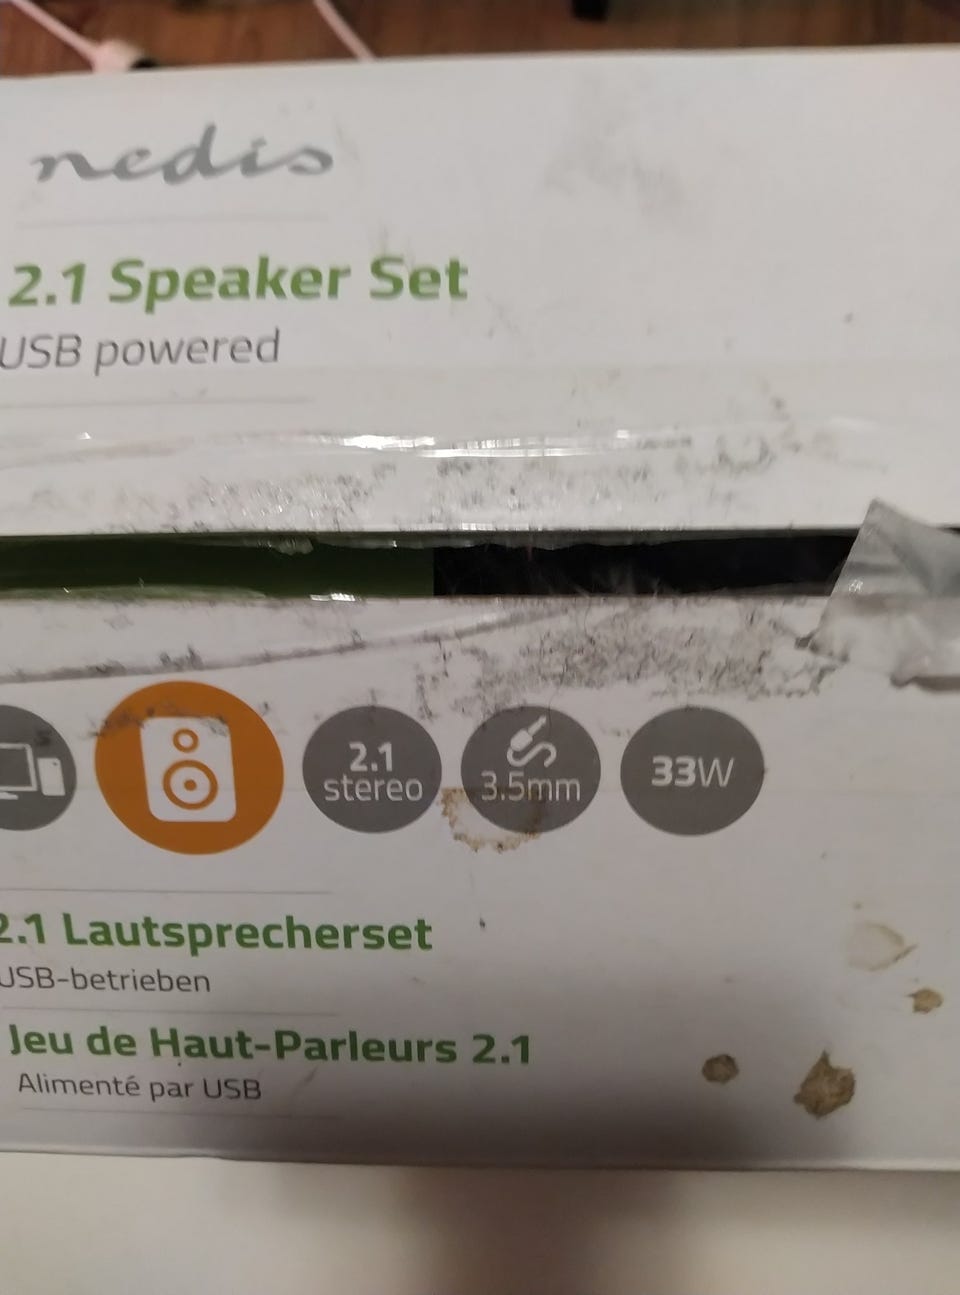 nedis
2.1 Speaker Set
USB powered
2.1
stereo
3.5mm
33W
2.1 Lautsprecherset
USB-betrieben
Jeu de Haut-Parleurs 2.1
Alimenté par USB